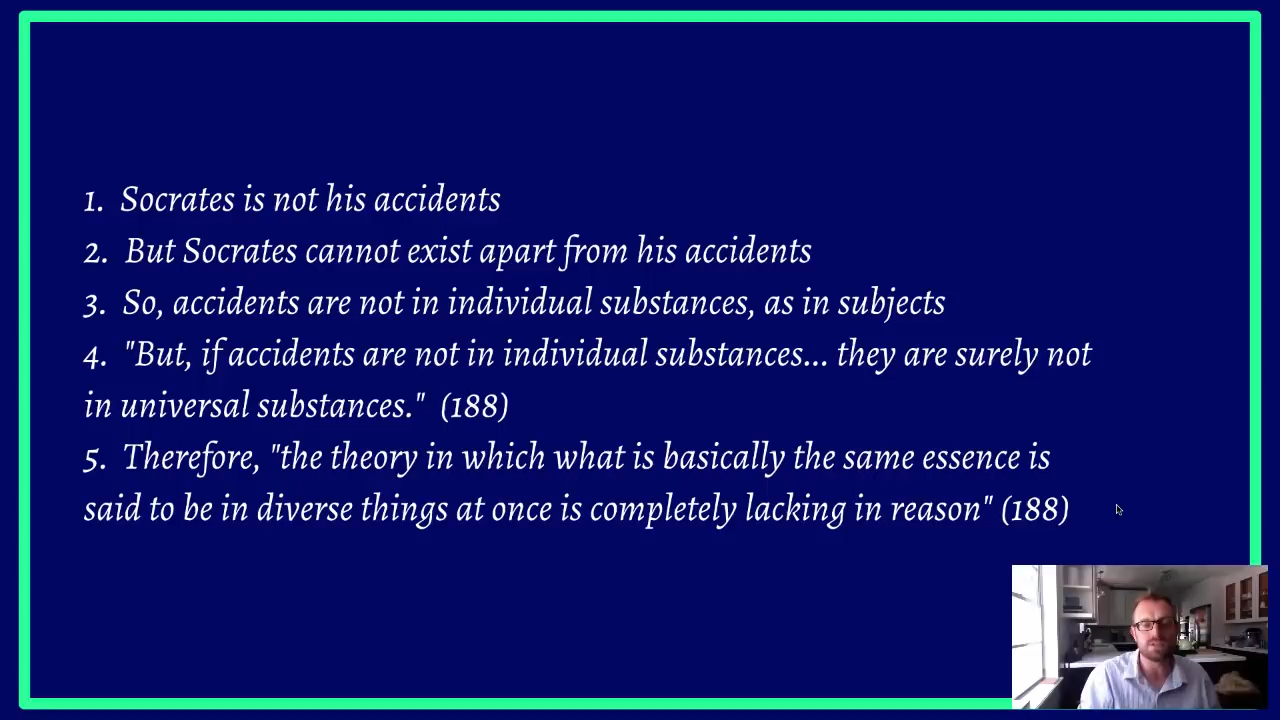 1. Socrates is not his accidents
2. But Socrates cannot exist apart from his accidents
3. So, accidents are not in individual substances, as in subjects
4. "But, if accidents are not in individual substances... they are surely not
in universal substances." (188)
5. Therefore, "the theory in which what is basically the same essence is
said to be in diverse things at once is completely lacking in reason" (188)